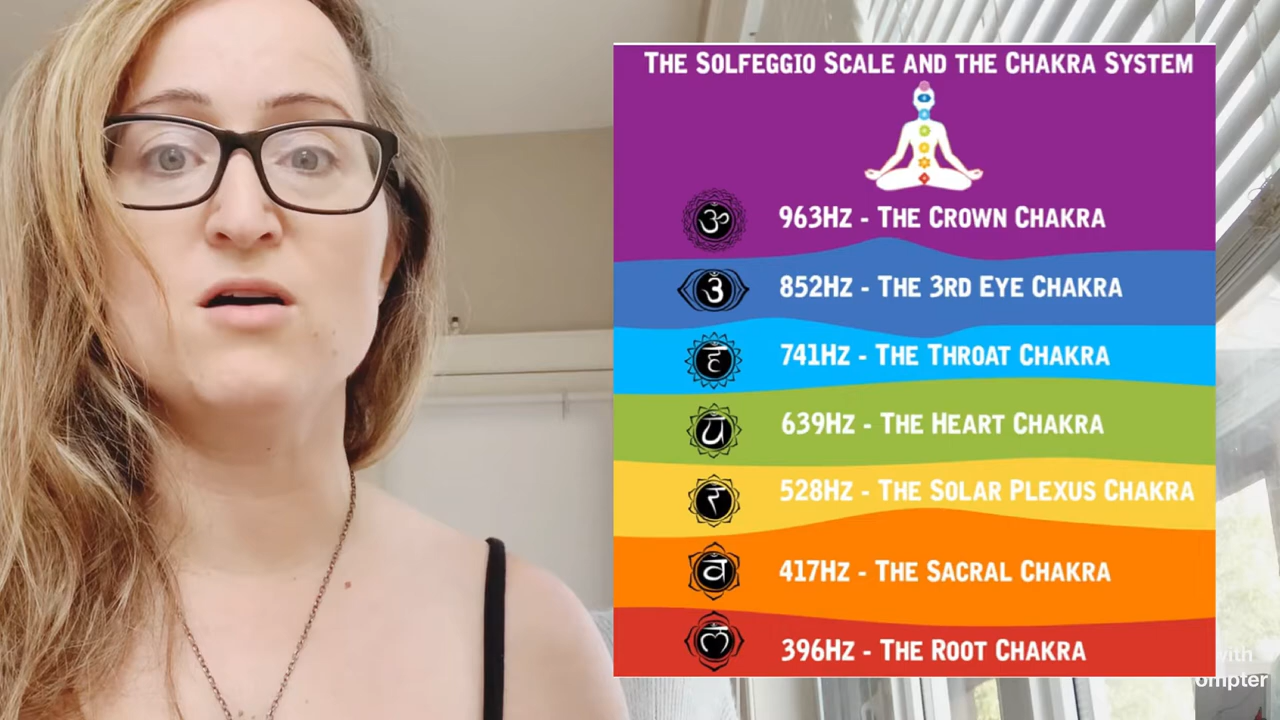 THE SOLFEGGIO SCALE AND THE CHAKRA SYSTEM
ॐ
963HZ - THE CROWN CHAKRA
852HZ - THE 3RD EYE CHAKRA
हं
741HZ - THE THROAT CHAKRA
यं
639HZ - THE HEART CHAKRA
रं
528HZ - THE SOLAR PLEXUS CHAKRA
वं
417HZ - THE SACRAL CHAKRA
लं
396HZ - THE ROOT CHAKRA
with